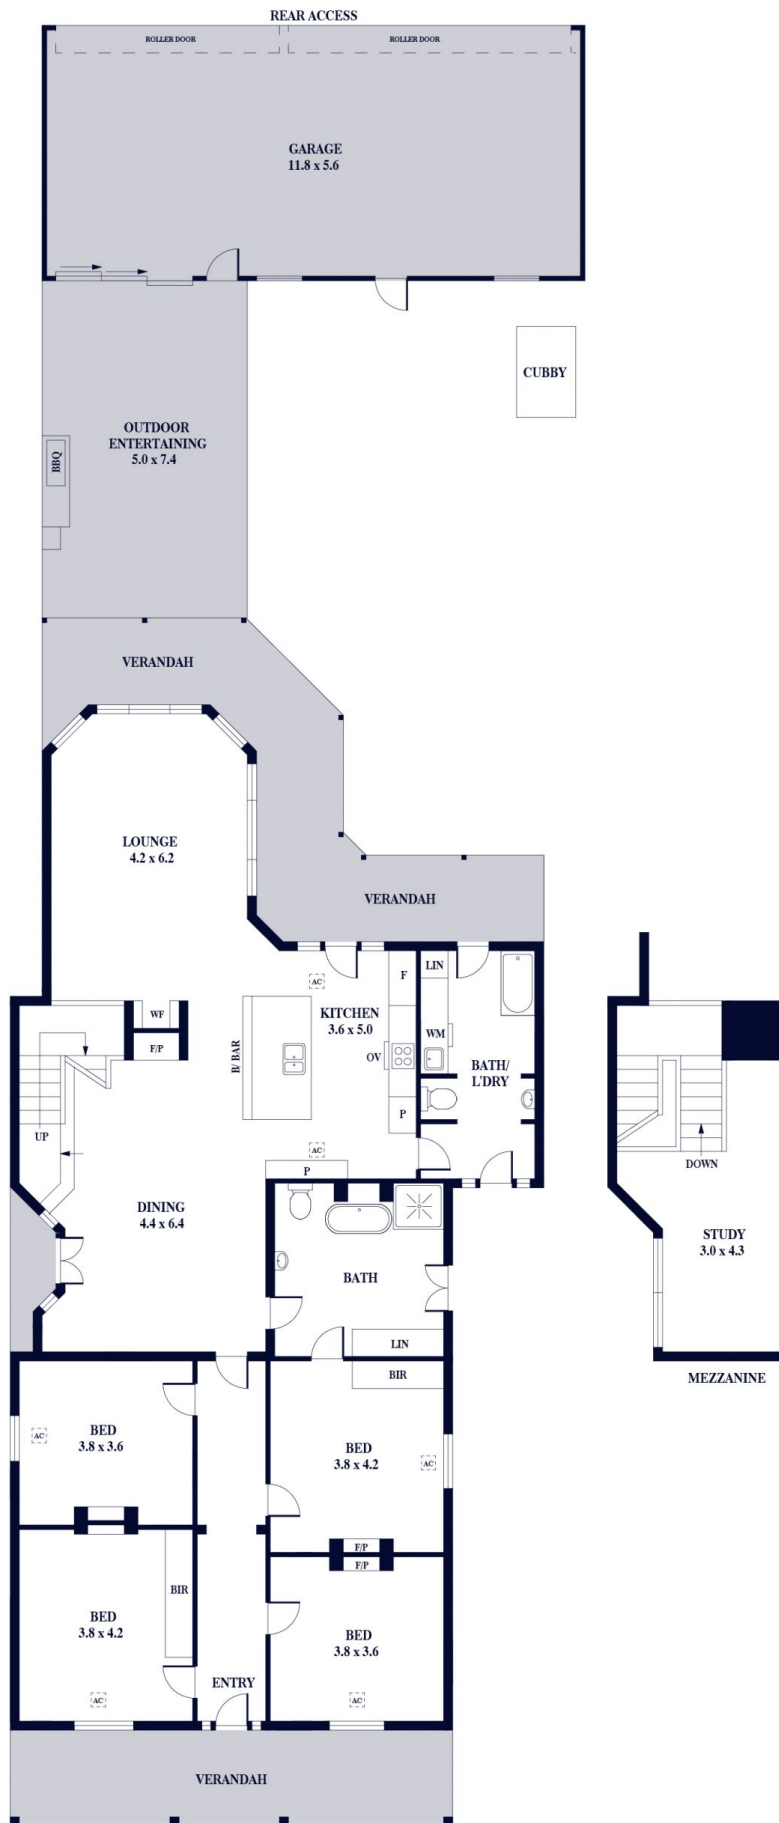 REAR ACCESS
ROLLER DOOR
ROLLER DOOR
GARAGE
11.8 x 5.6
CUBBY
OUTDOOR
ENTERTAINING
5.0 x 7.4
BBQ
VERANDAH
LOUNGE
4.2 x 6.2
VERANDAH
AC
F
LIN
WF
F/P
B/ BAR
KITCHEN
3.6 x 5.0
OV
WM
BATH/
L'DRY
P
UP
AC
P
DINING
4.4 x 6.4
BATH
LIN
BIR
DOWN
STUDY
3.0 x 4.3
MEZZANINE
AC
BED
3.8 x 3.6
BED
3.8 x 4.2
AC
F/P
F/P
BIR
BED
3.8 x 4.2
BED
3.8 x 3.6
AC
ENTRY
AC
VERANDAH